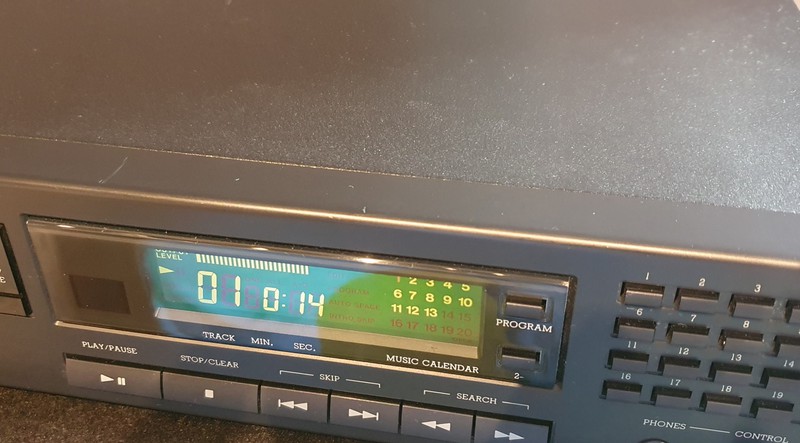 LEVEL
01 0:14
1 2 3 4 5
6 7 8 9 10
11 12 13 14 15
16 17 18 19 20
TRACK MIN. SEC.
MUSIC CALENDAR
PROGRAM
2-
PLAY/PAUSE
STOP/CLEAR
SKIP
SEARCH
1 2 3
6 7 8
11 12 13 14
16 17 18 19
PHONES CONTROL